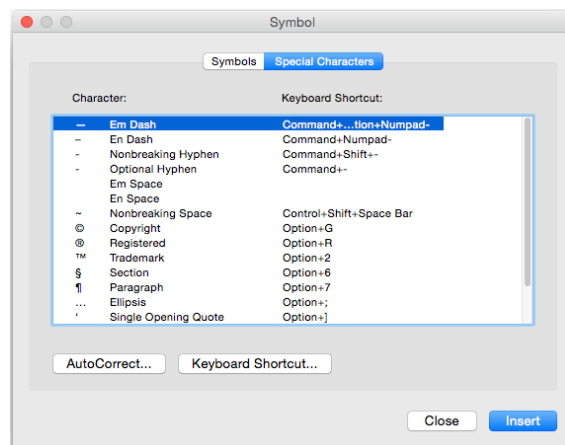 Symbol
Symbols Special Characters
Character: Keyboard Shortcut:
— Em Dash Command+...tion+Numpad-
– En Dash Command+Numpad-
- Nonbreaking Hyphen Command+Shift+-
- Optional Hyphen Command+-
Em Space
En Space
~ Nonbreaking Space Control+Shift+Space Bar
© Copyright Option+G
® Registered Option+R
™ Trademark Option+2
§ Section Option+6
¶ Paragraph Option+7
... Ellipsis Option+;
‘ Single Opening Quote Option+]
AutoCorrect... Keyboard Shortcut...
Close Insert